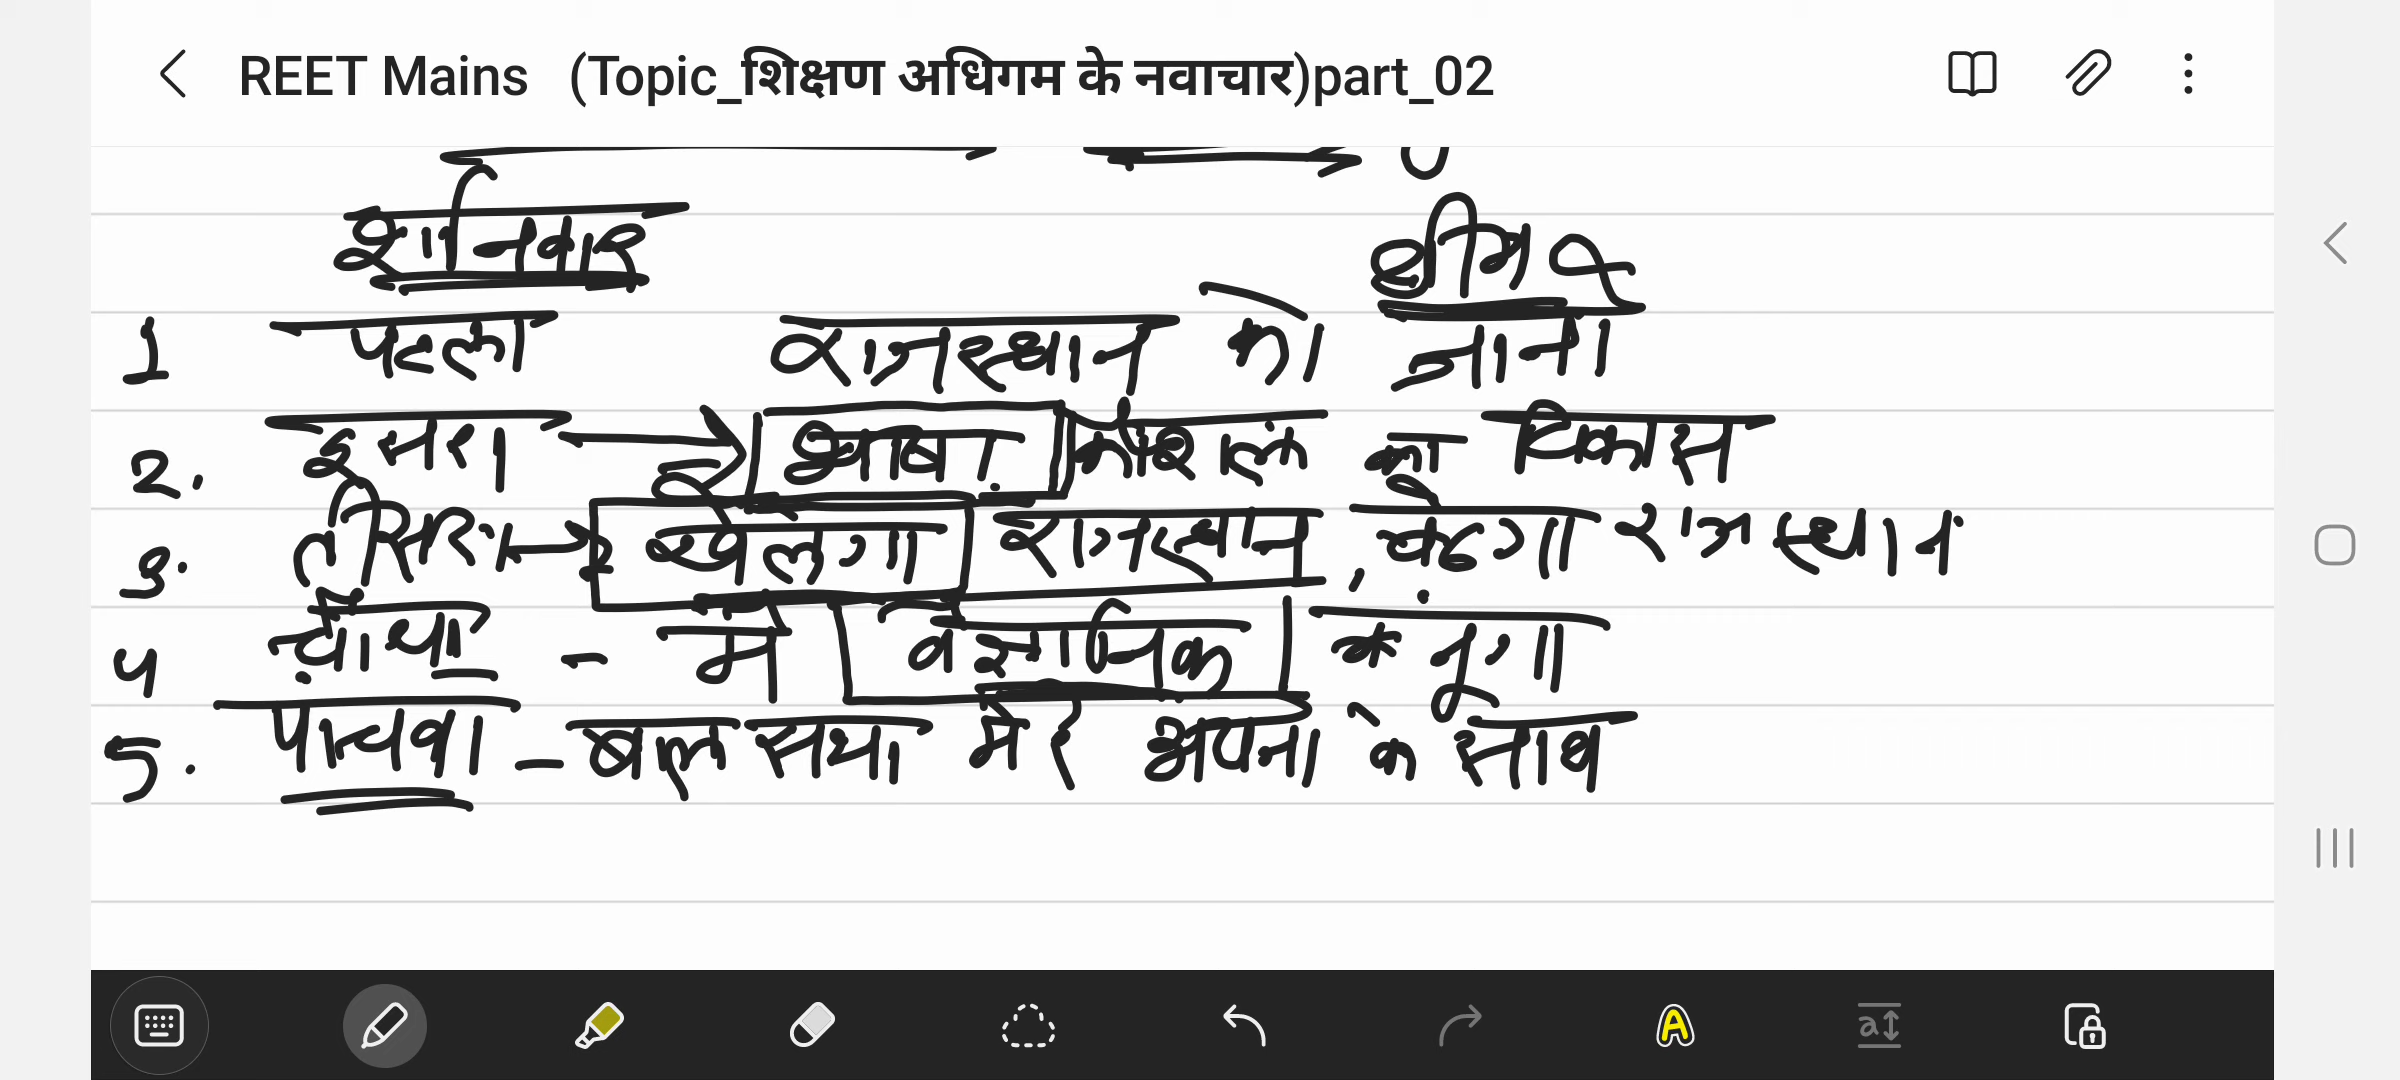 REET Mains (Topic_शिक्षण अधिगम के नवाचार)part_02
शनिवार थीम
1 पहला राजस्थान को जानो
2. दूसरा भाषा कौशल का विकास
3. तीसरा खेलेगा राजस्थान, बढेगा राजस्थान
4 चौथा - मैं वैज्ञानिक बनूंगा
5. पांचवा - बाल सभा मेरे अपनो के साथ